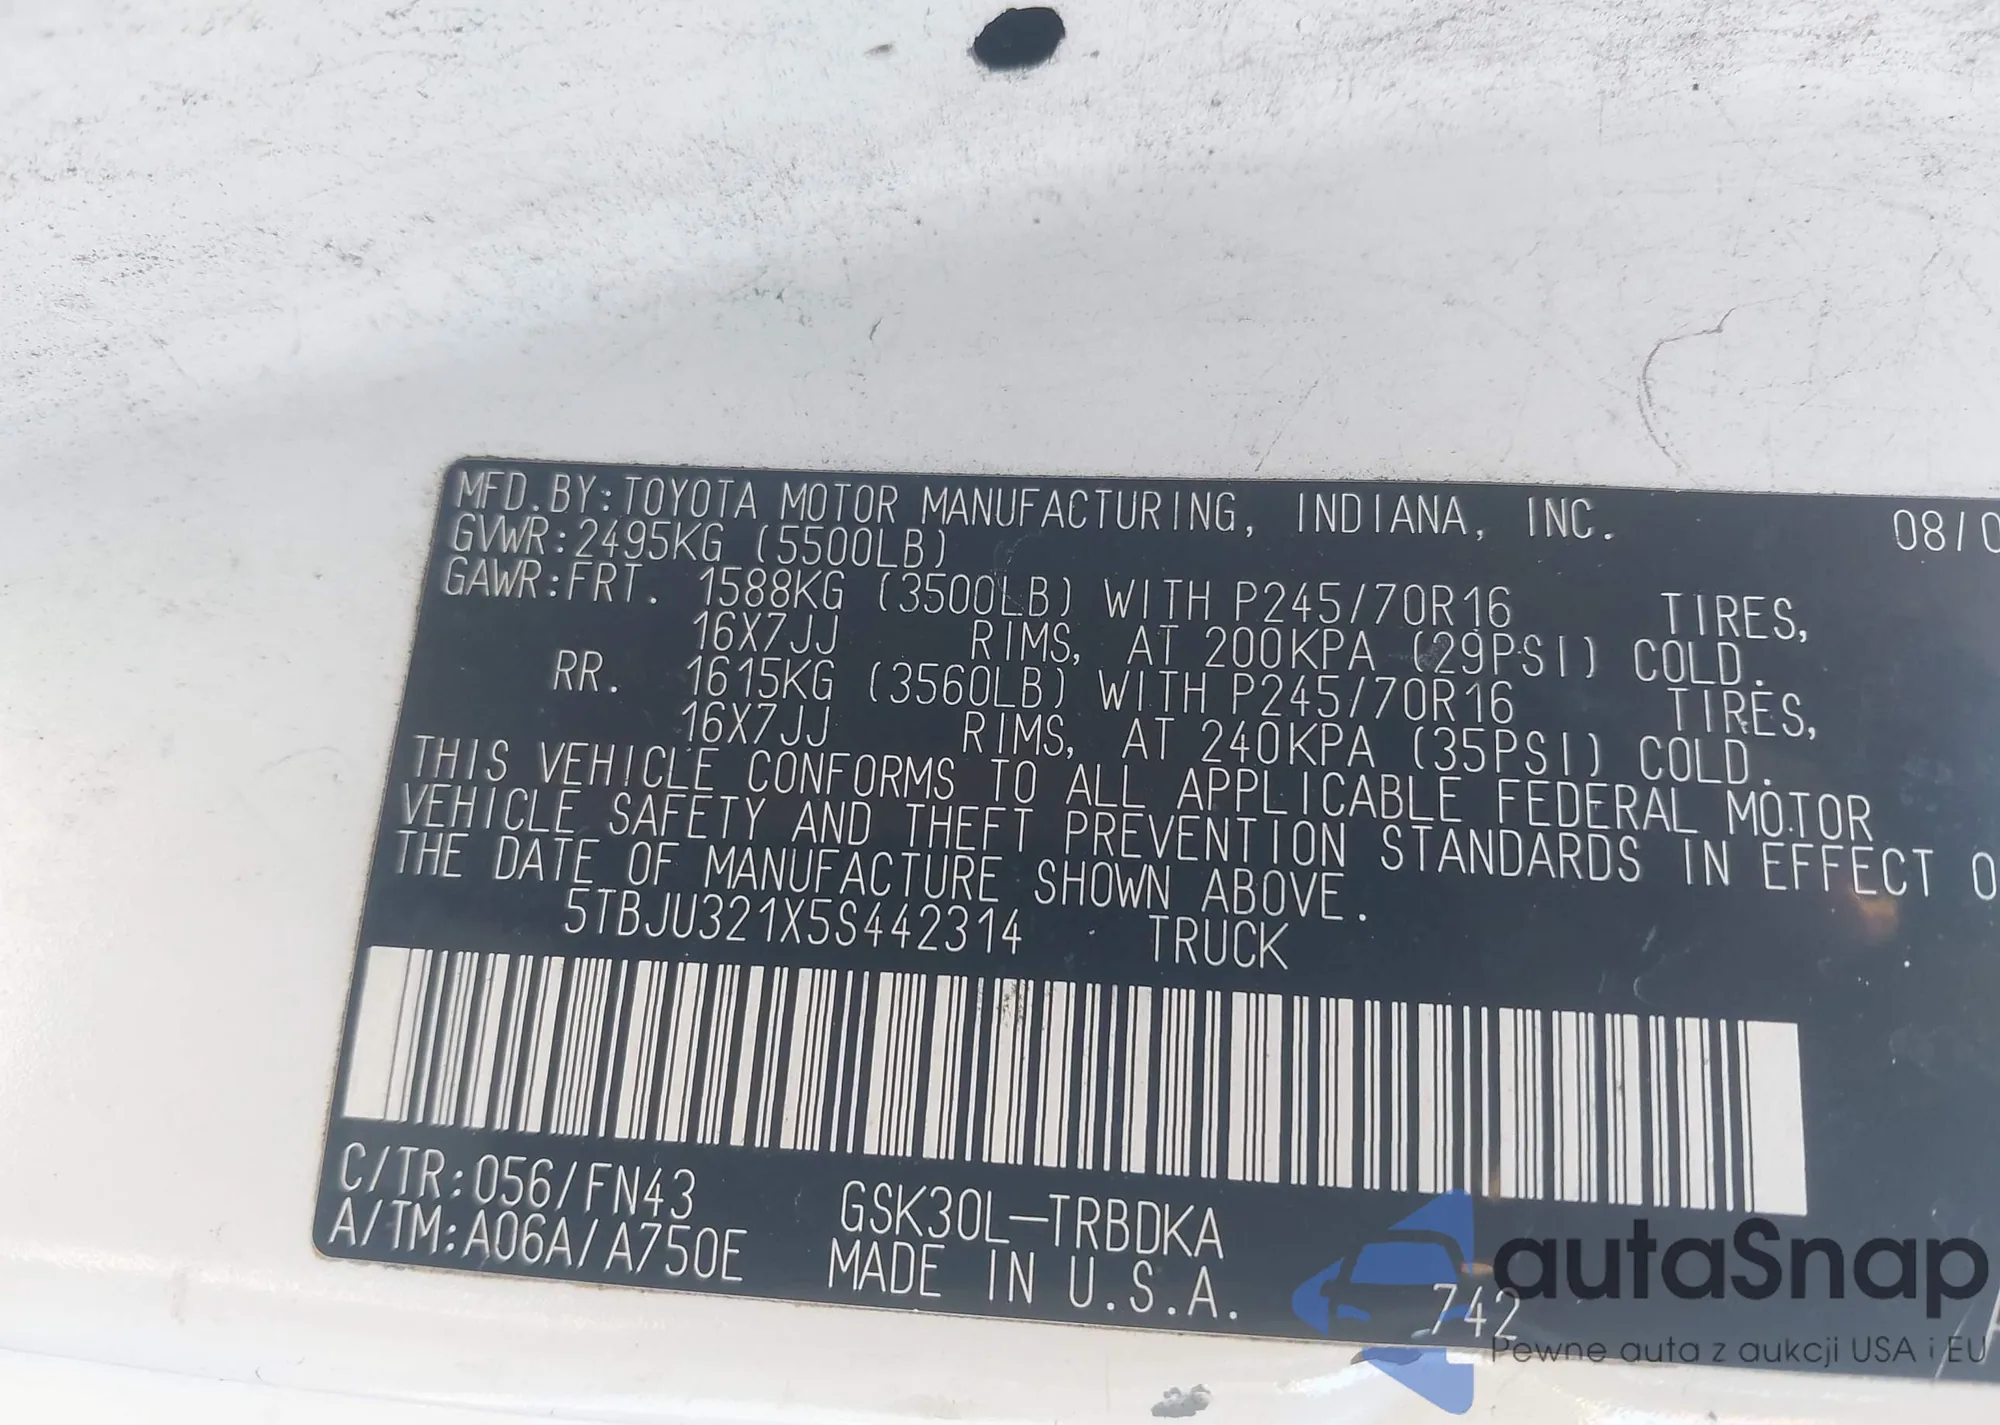 MFD.BY:TOYOTA MOTOR MANUFACTURING, INDIANA, INC. 08/0
GVWR:2495KG (5500LB)
GAWR:FRT. 1588KG (3500LB) WITH P245/70R16 TIRES,
16X7JJ RIMS, AT 200KPA (29PSI) COLD.
RR. 1615KG (3560LB) WITH P245/70R16 TIRES,
16X7JJ RIMS, AT 240KPA (35PSI) COLD.
THIS VEHICLE CONFORMS TO ALL APPLICABLE FEDERAL MOTOR
VEHICLE SAFETY AND THEFT PREVENTION STANDARDS IN EFFECT O
THE DATE OF MANUFACTURE SHOWN ABOVE.
5TBJU321X5S442314 TRUCK
C/TR:056/FN43 GSK30L-TRBDKA
A/TM:A06A/A750E MADE IN U.S.A. 742
autaSnap
Pewne auta z aukcji USA i EU